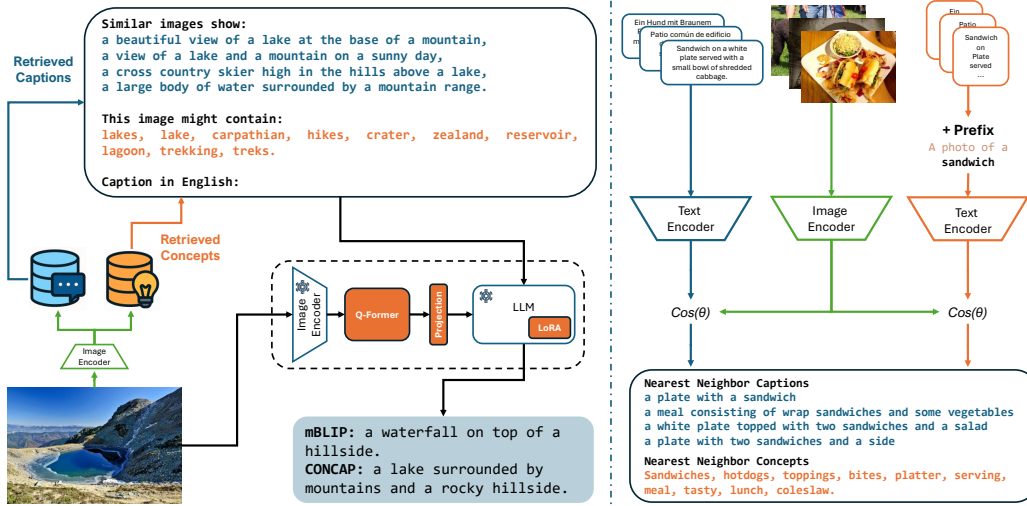 Similar images show:
a beautiful view of a lake at the base of a mountain,
a view of a lake and a mountain on a sunny day,
a cross country skier high in the hills above a lake,
a large body of water surrounded by a mountain range.
This image might contain:
lakes, lake, carpathian, hikes, crater, zealand, reservoir,
lagoon, trekking, treks.
Caption in English:
Retrieved
Captions
Retrieved
Concepts
Image
Encoder
Image
Encoder
Q-Former
Projection
LLM
LoRA
mBLIP: a waterfall on top of a
hillside.
CONCAP: a lake surrounded by
mountains and a rocky hillside.
Ein Hund mit Braunem
Patio común de edificio
Sandwich on a white
plate served with a
small bowl of shredded
cabbage.
Ein
Patio
Sandwich
on
Plate
served
...
+ Prefix
A photo of a
sandwich
Text
Encoder
Image
Encoder
Text
Encoder
Cos(θ)
Cos(θ)
Nearest Neighbor Captions
a plate with a sandwich
a meal consisting of wrap sandwiches and some vegetables
a white plate topped with two sandwiches and a salad
a plate with two sandwiches and a side
Nearest Neighbor Concepts
Sandwiches, hotdogs, toppings, bites, platter, serving,
meal, tasty, lunch, coleslaw.